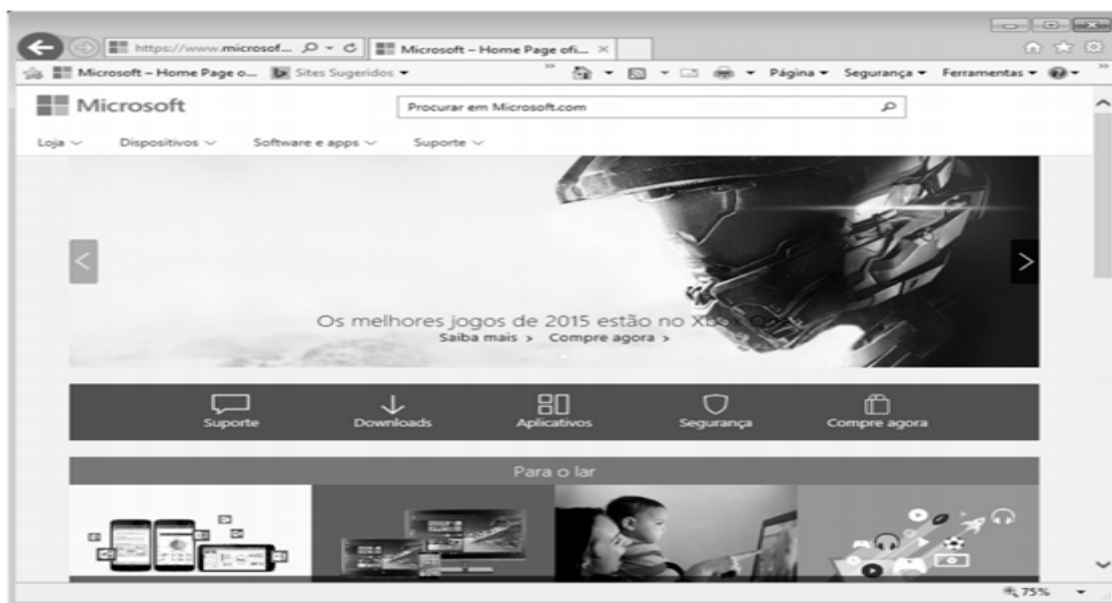 https://www.microsof...
Microsoft – Home Page ofi...
Microsoft – Home Page o...
Sites Sugeridos
Página
Segurança
Ferramentas
Microsoft
Procurar em Microsoft.com
Loja
Dispositivos
Software e apps
Suporte
Os melhores jogos de 2015 estão no Xbox One
Saiba mais > Compre agora >
Suporte
Downloads
Aplicativos
Segurança
Compre agora
Para o lar
75%